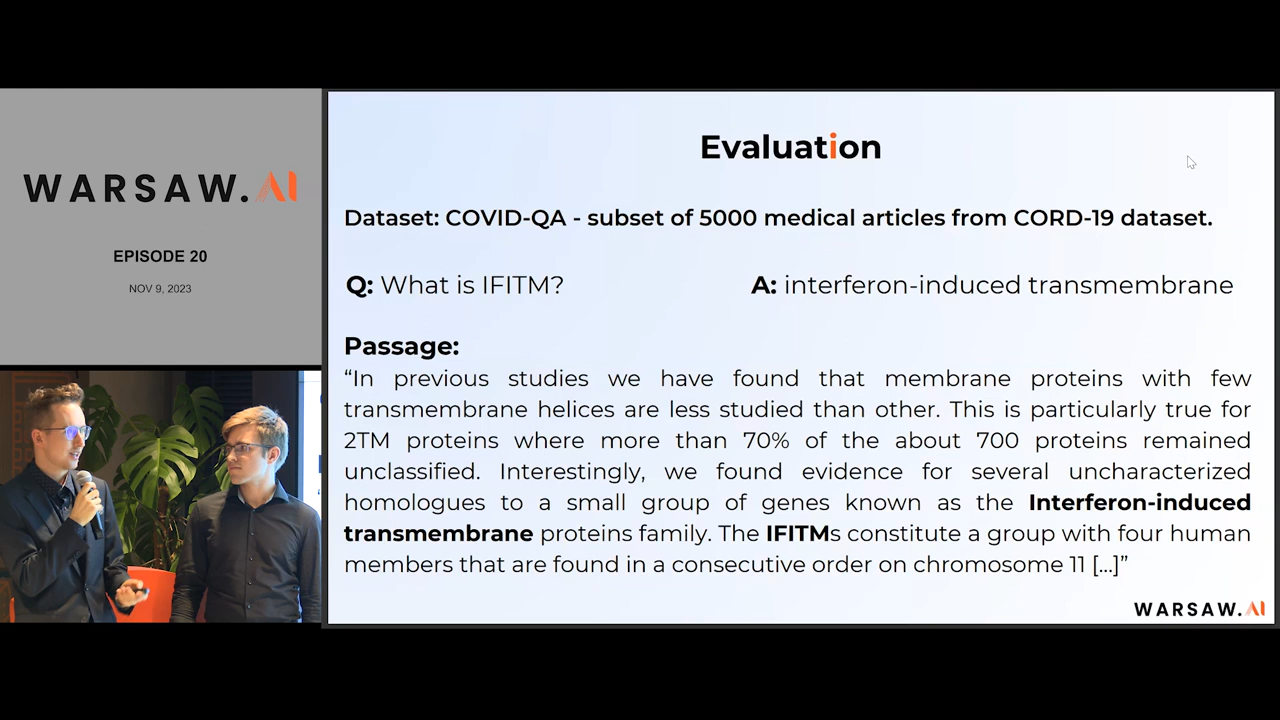 WARSAW.AI
EPISODE 20
NOV 9, 2023
Evaluation
Dataset: COVID-QA - subset of 5000 medical articles from CORD-19 dataset.
Q: What is IFITM?
A: interferon-induced transmembrane
Passage:
“In previous studies we have found that membrane proteins with few
transmembrane helices are less studied than other. This is particularly true for
2TM proteins where more than 70% of the about 700 proteins remained
unclassified. Interestingly, we found evidence for several uncharacterized
homologues to a small group of genes known as the Interferon-induced
transmembrane proteins family. The IFITMs constitute a group with four human
members that are found in a consecutive order on chromosome 11 [...]”
WARSAW.AI